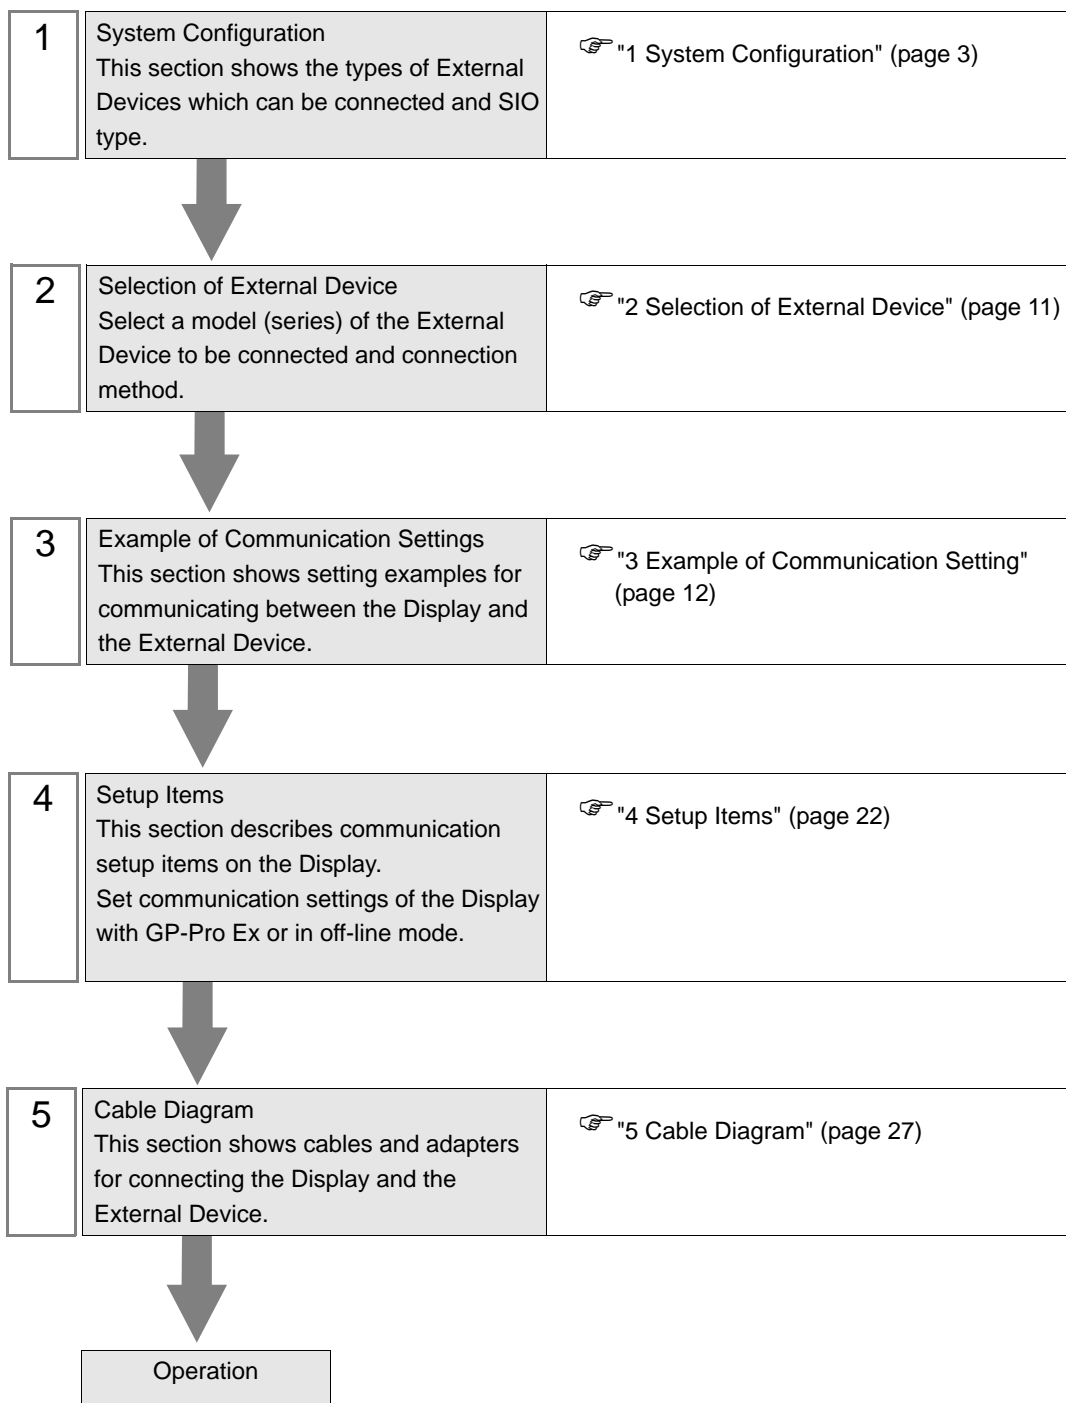 1
System Configuration
This section shows the types of External
Devices which can be connected and SIO
type.
"1 System Configuration" (page 3)
2
Selection of External Device
Select a model (series) of the External
Device to be connected and connection
method.
"2 Selection of External Device" (page 11)
3
Example of Communication Settings
This section shows setting examples for
communicating between the Display and
the External Device.
"3 Example of Communication Setting"
(page 12)
4
Setup Items
This section describes communication
setup items on the Display.
Set communication settings of the Display
with GP-Pro Ex or in off-line mode.
"4 Setup Items" (page 22)
5
Cable Diagram
This section shows cables and adapters
for connecting the Display and the
External Device.
"5 Cable Diagram" (page 27)
Operation